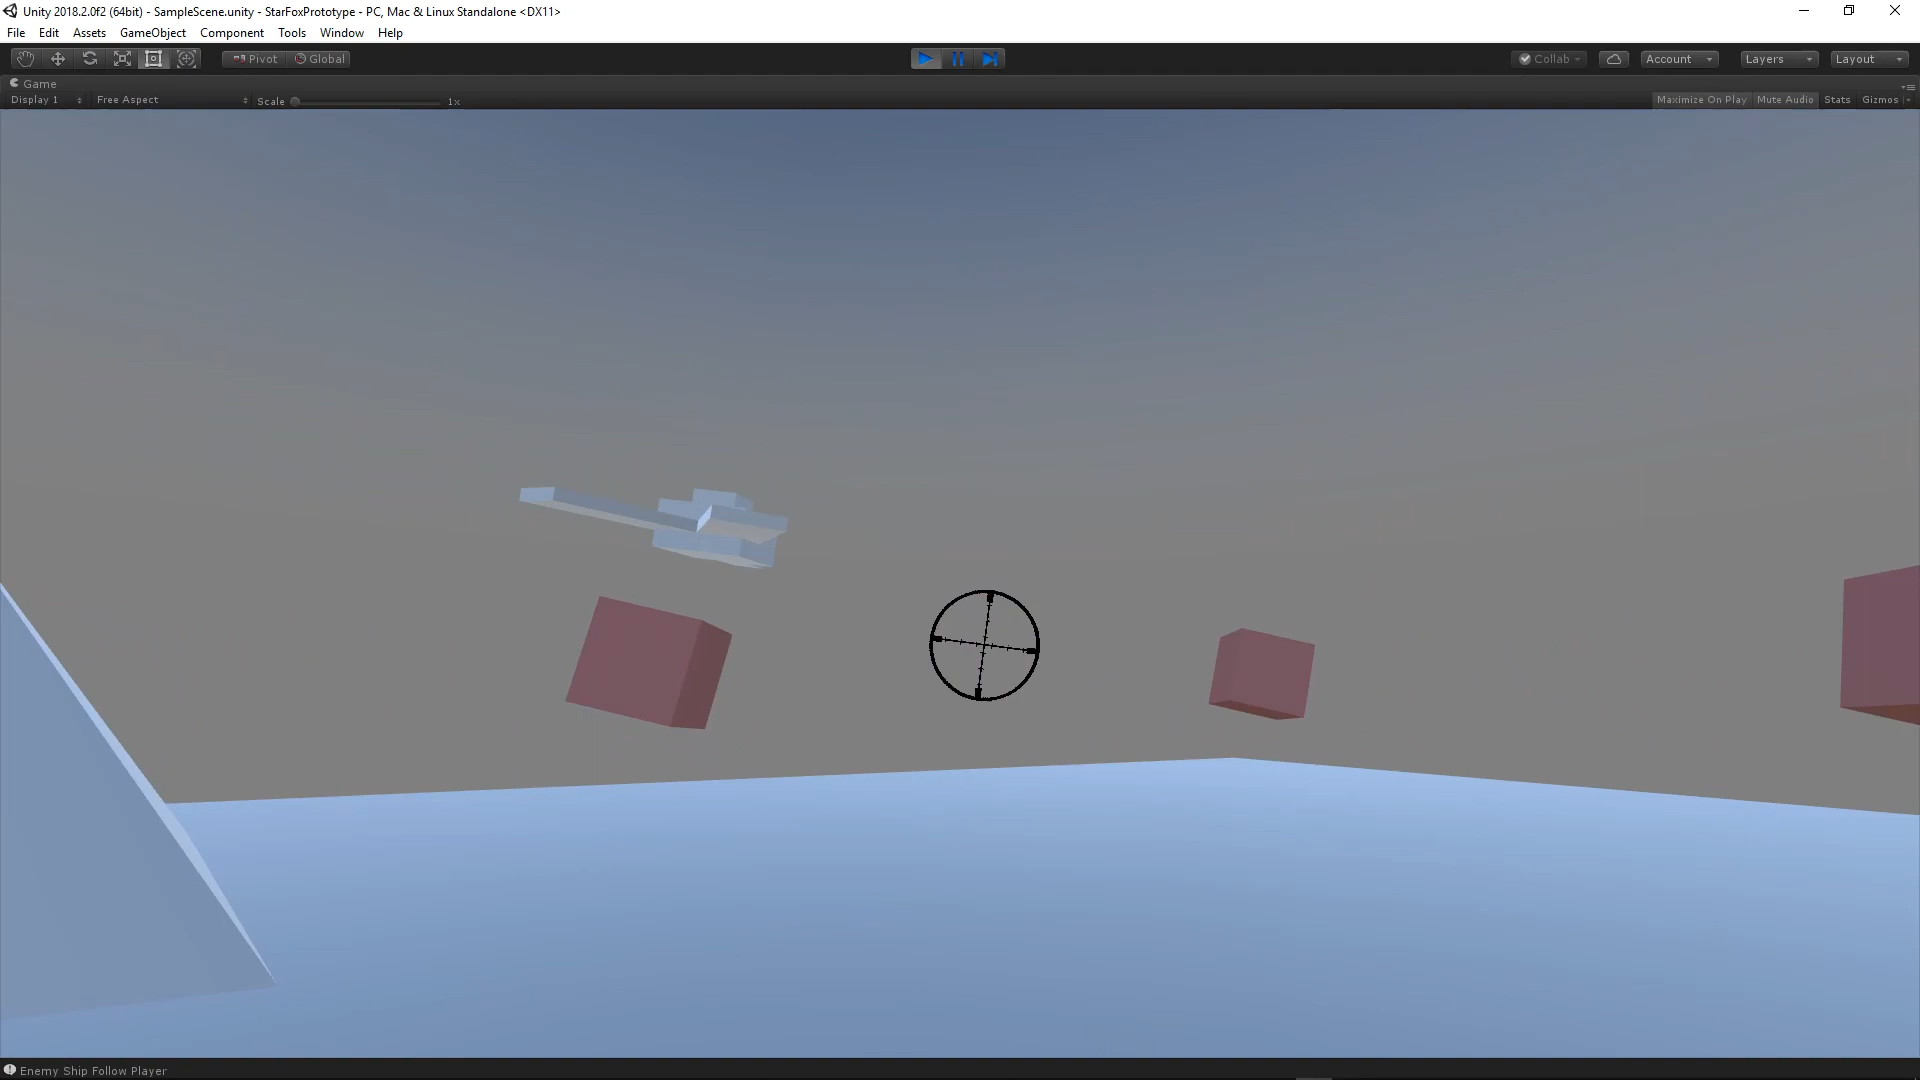 Unity 2018.2.0f2 (64bit) - SampleScene.unity - StarFoxPrototype - PC, Mac & Linux Standalone <DX11>
File Edit Assets GameObject Component Tools Window Help
Pivot Global Collab Account Layers Layout
Game
Display 1 Free Aspect Scale 1x Maximize On Play Mute Audio Stats Gizmos
Enemy Ship Follow Player